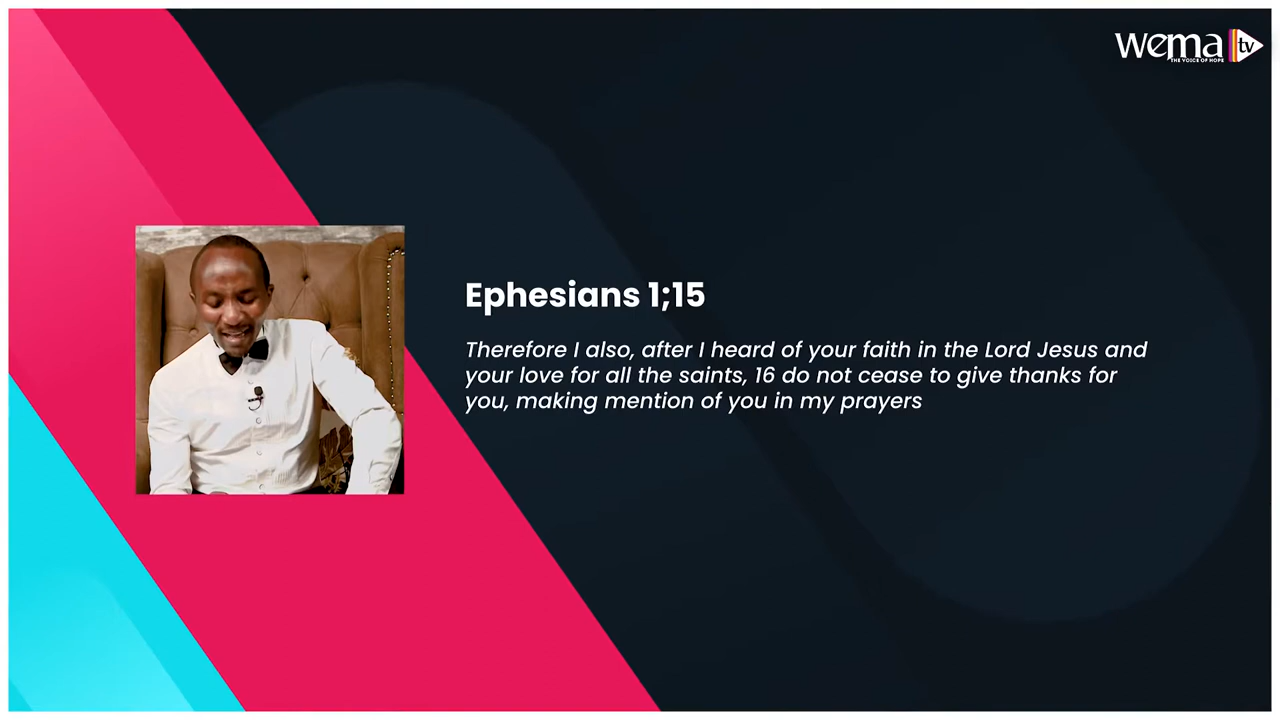 wema tv
THE VOICE OF HOPE
Ephesians 1;15
Therefore I also, after I heard of your faith in the Lord Jesus and
your love for all the saints, 16 do not cease to give thanks for
you, making mention of you in my prayers